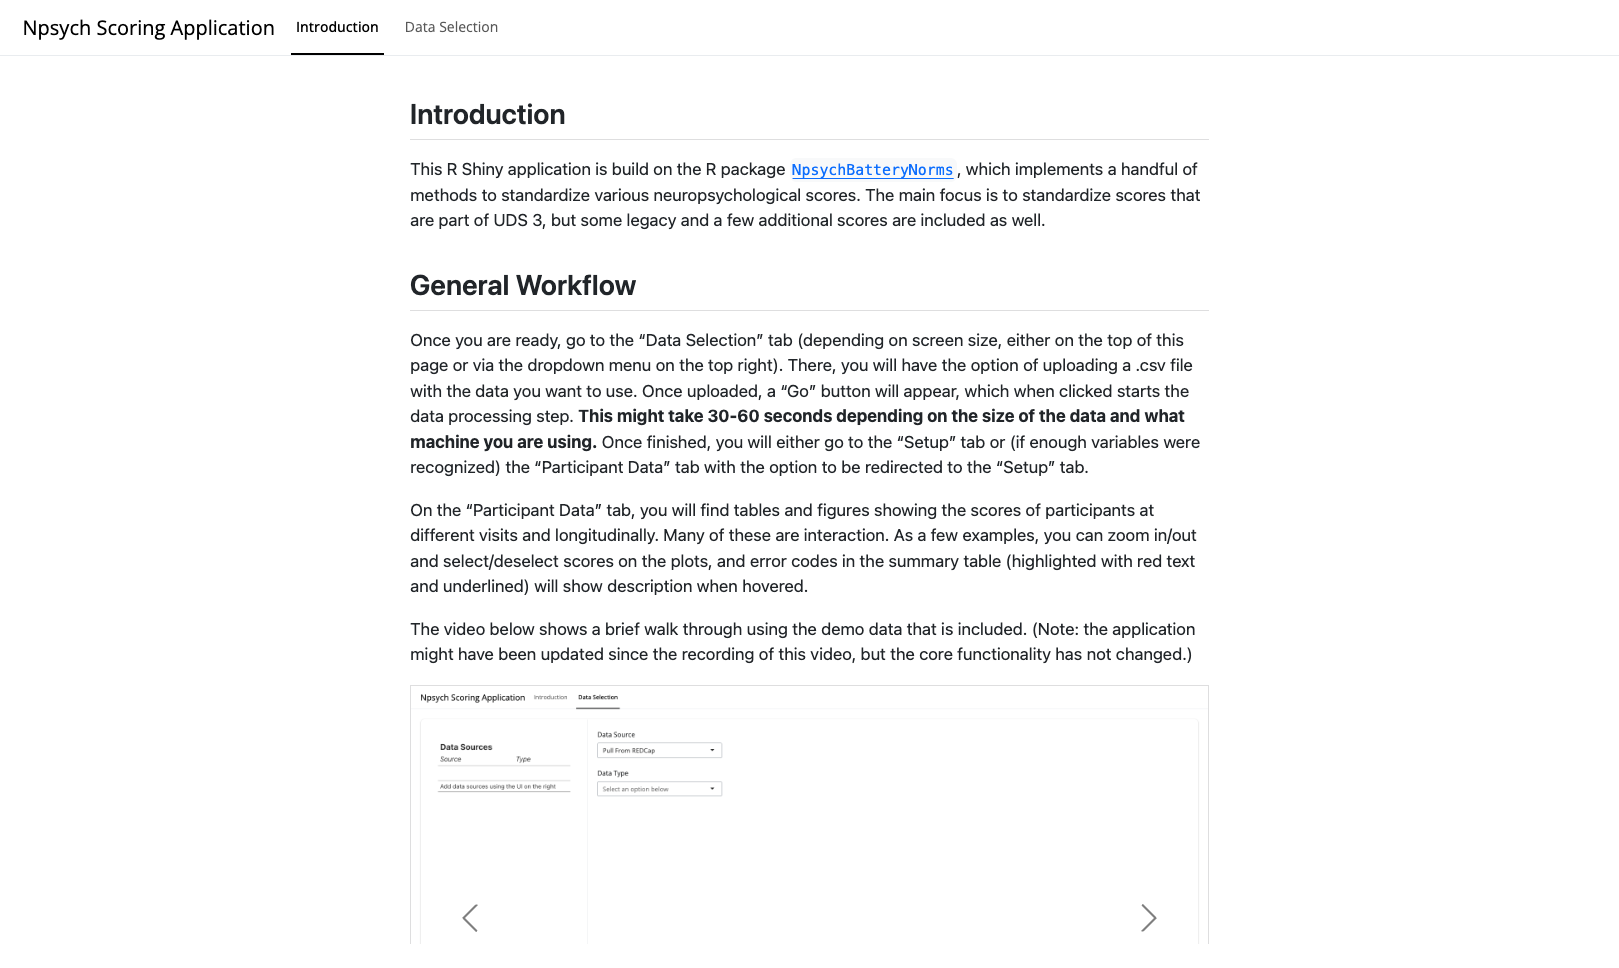 Npsych Scoring Application Introduction Data Selection
Introduction
This R Shiny application is build on the R package NpsychBatteryNorms, which implements a handful of
methods to standardize various neuropsychological scores. The main focus is to standardize scores that
are part of UDS 3, but some legacy and a few additional scores are included as well.
General Workflow
Once you are ready, go to the “Data Selection” tab (depending on screen size, either on the top of this
page or via the dropdown menu on the top right). There, you will have the option of uploading a .csv file
with the data you want to use. Once uploaded, a “Go” button will appear, which when clicked starts the
data processing step. This might take 30-60 seconds depending on the size of the data and what
machine you are using. Once finished, you will either go to the “Setup” tab or (if enough variables were
recognized) the “Participant Data” tab with the option to be redirected to the “Setup” tab.
On the “Participant Data” tab, you will find tables and figures showing the scores of participants at
different visits and longitudinally. Many of these are interaction. As a few examples, you can zoom in/out
and select/deselect scores on the plots, and error codes in the summary table (highlighted with red text
and underlined) will show description when hovered.
The video below shows a brief walk through using the demo data that is included. (Note: the application
might have been updated since the recording of this video, but the core functionality has not changed.)
Npsych Scoring Application Introduction Data Selection
Data Sources
Source Type
Add data sources using the UI on the right
Data Source
Pull From REDCap
Data Type
Select an option below